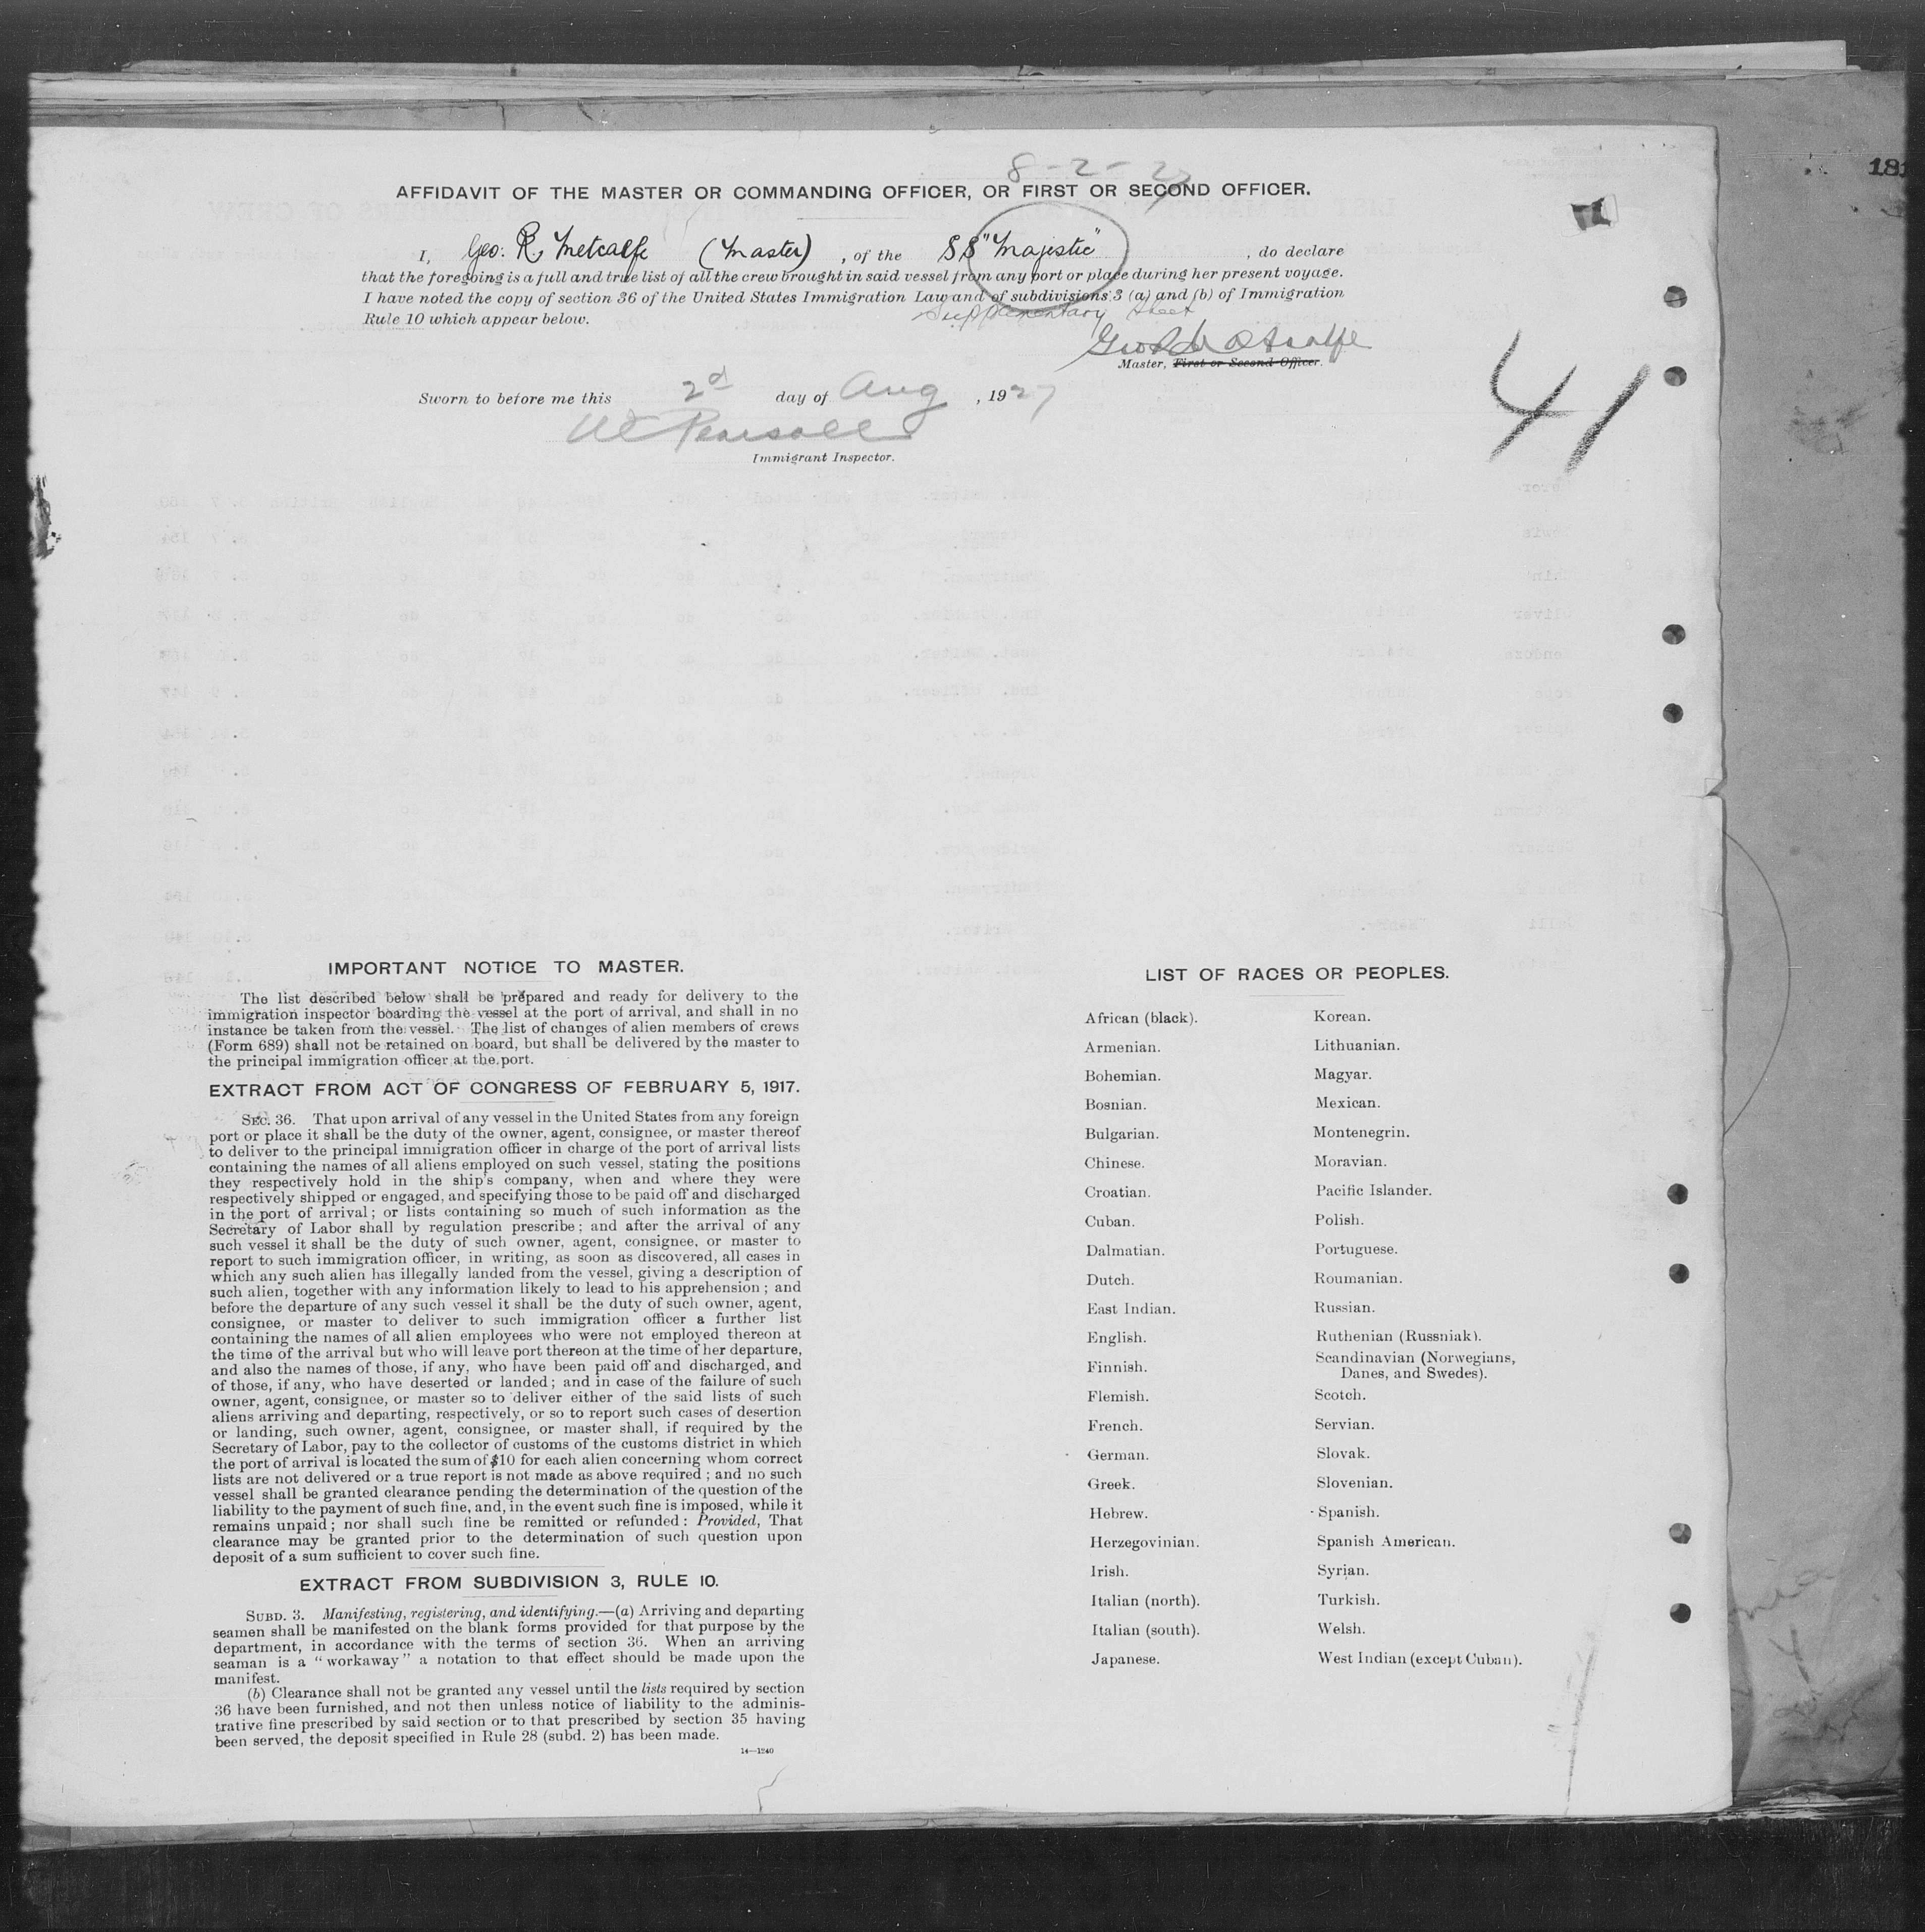 8-2-27
181
AFFIDAVIT OF THE MASTER OR COMMANDING OFFICER, OR FIRST OR SECOND OFFICER.
I, Geo: R. Metcalfe (Master), of the SS "Majestic", do declare
that the foregoing is a full and true list of all the crew brought in said vessel from any port or place during her present voyage.
I have noted the copy of section 36 of the United States Immigration Law and of subdivisions 3 (a) and (b) of Immigration
Rule 10 which appear below.
Supplementary Sheet
Geo R Metcalfe
Master, First or Second Officer.
41
Sworn to before me this 2d day of Aug, 1927
Pearsall
Immigrant Inspector.
IMPORTANT NOTICE TO MASTER.
The list described below shall be prepared and ready for delivery to the
immigration inspector boarding the vessel at the port of arrival, and shall in no
instance be taken from the vessel. The list of changes of alien members of crews
(Form 689) shall not be retained on board, but shall be delivered by the master to
the principal immigration officer at the port.
EXTRACT FROM ACT OF CONGRESS OF FEBRUARY 5, 1917.
SEC. 36. That upon arrival of any vessel in the United States from any foreign
port or place it shall be the duty of the owner, agent, consignee, or master thereof
to deliver to the principal immigration officer in charge of the port of arrival lists
containing the names of all aliens employed on such vessel, stating the positions
they respectively hold in the ship's company, when and where they were
respectively shipped or engaged, and specifying those to be paid off and discharged
in the port of arrival; or lists containing so much of such information as the
Secretary of Labor shall by regulation prescribe; and after the arrival of any
such vessel it shall be the duty of such owner, agent, consignee, or master to
report to such immigration officer, in writing, as soon as discovered, all cases in
which any such alien has illegally landed from the vessel, giving a description of
such alien, together with any information likely to lead to his apprehension; and
before the departure of any such vessel it shall be the duty of such owner, agent,
consignee, or master to deliver to such immigration officer a further list
containing the names of all alien employees who were not employed thereon at
the time of the arrival but who will leave port thereon at the time of her departure,
and also the names of those, if any, who have been paid off and discharged, and
of those, if any, who have deserted or landed; and in case of the failure of such
owner, agent, consignee, or master so to deliver either of the said lists of such
aliens arriving and departing, respectively, or so to report such cases of desertion
or landing, such owner, agent, consignee, or master shall, if required by the
Secretary of Labor, pay to the collector of customs of the customs district in which
the port of arrival is located the sum of $10 for each alien concerning whom correct
lists are not delivered or a true report is not made as above required; and no such
vessel shall be granted clearance pending the determination of the question of the
liability to the payment of such fine, and, in the event such fine is imposed, while it
remains unpaid; nor shall such fine be remitted or refunded: Provided, That
clearance may be granted prior to the determination of such question upon
deposit of a sum sufficient to cover such fine.
EXTRACT FROM SUBDIVISION 3, RULE 10.
SUBD. 3. Manifesting, registering, and identifying.—(a) Arriving and departing
seamen shall be manifested on the blank forms provided for that purpose by the
department, in accordance with the terms of section 36. When an arriving
seaman is a "workaway" a notation to that effect should be made upon the
manifest.
(b) Clearance shall not be granted any vessel until the lists required by section
36 have been furnished, and not then unless notice of liability to the adminis-
trative fine prescribed by said section or to that prescribed by section 35 having
been served, the deposit specified in Rule 28 (subd. 2) has been made.
14—1240
LIST OF RACES OR PEOPLES.
African (black).
Armenian.
Bohemian.
Bosnian.
Bulgarian.
Chinese.
Croatian.
Cuban.
Dalmatian.
Dutch.
East Indian.
English.
Finnish.
Flemish.
French.
German.
Greek.
Hebrew.
Herzegovinian.
Irish.
Italian (north).
Italian (south).
Japanese.
Korean.
Lithuanian.
Magyar.
Mexican.
Montenegrin.
Moravian.
Pacific Islander.
Polish.
Portuguese.
Roumanian.
Russian.
Ruthenian (Russniak).
Scandinavian (Norwegians,
Danes, and Swedes).
Scotch.
Servian.
Slovak.
Slovenian.
Spanish.
Spanish American.
Syrian.
Turkish.
Welsh.
West Indian (except Cuban).